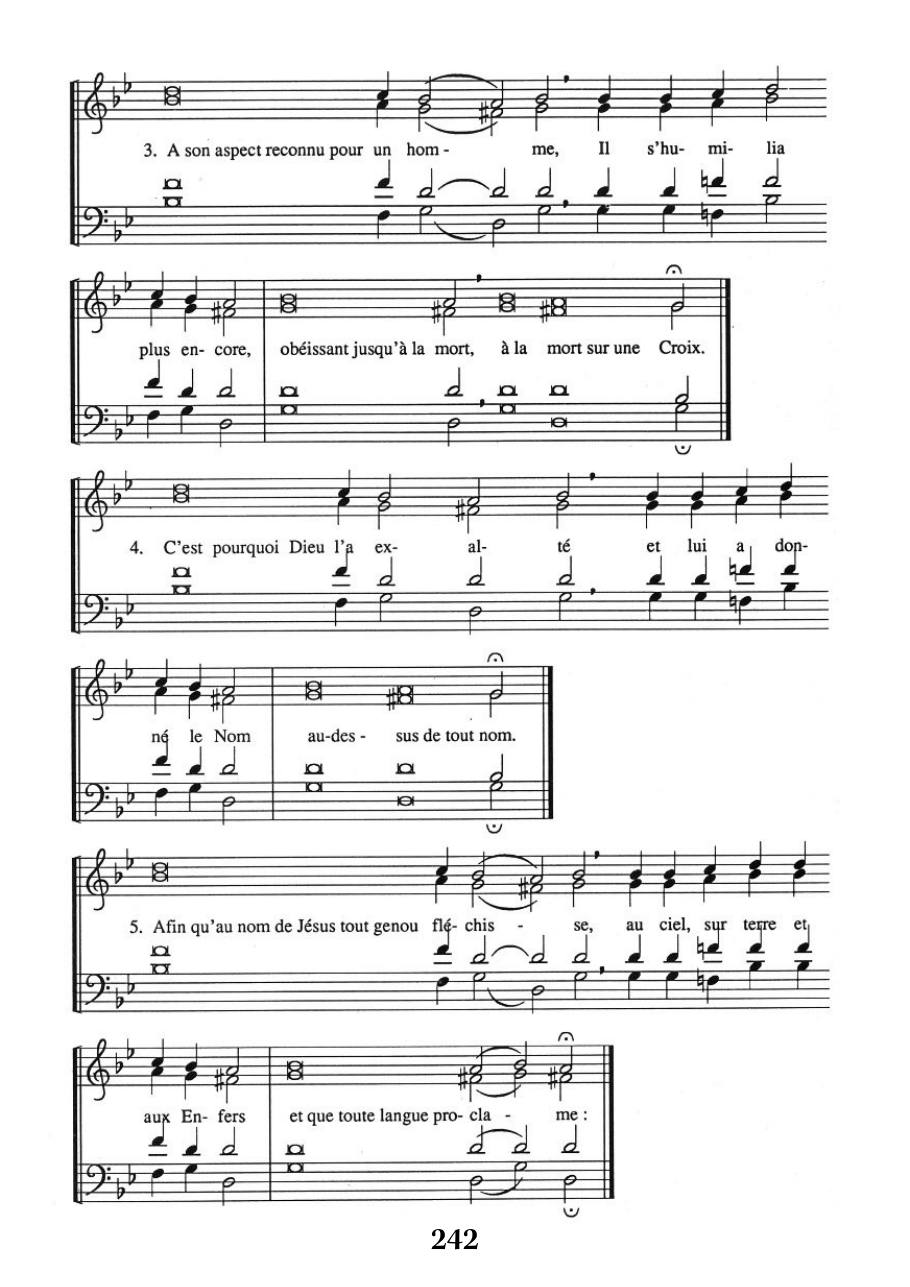 3. A son aspect reconnu pour un hom - me, Il s'hu- mi- lia
plus en- core, obéissant jusqu'à la mort, à la mort sur une Croix.
4. C'est pourquoi Dieu l'a ex- al- té et lui a don-
né le Nom au-des - sus de tout nom.
5. Afin qu'au nom de Jésus tout genou flé- chis - se, au ciel, sur terre et
aux En- fers et que toute langue pro- cla - me :
242